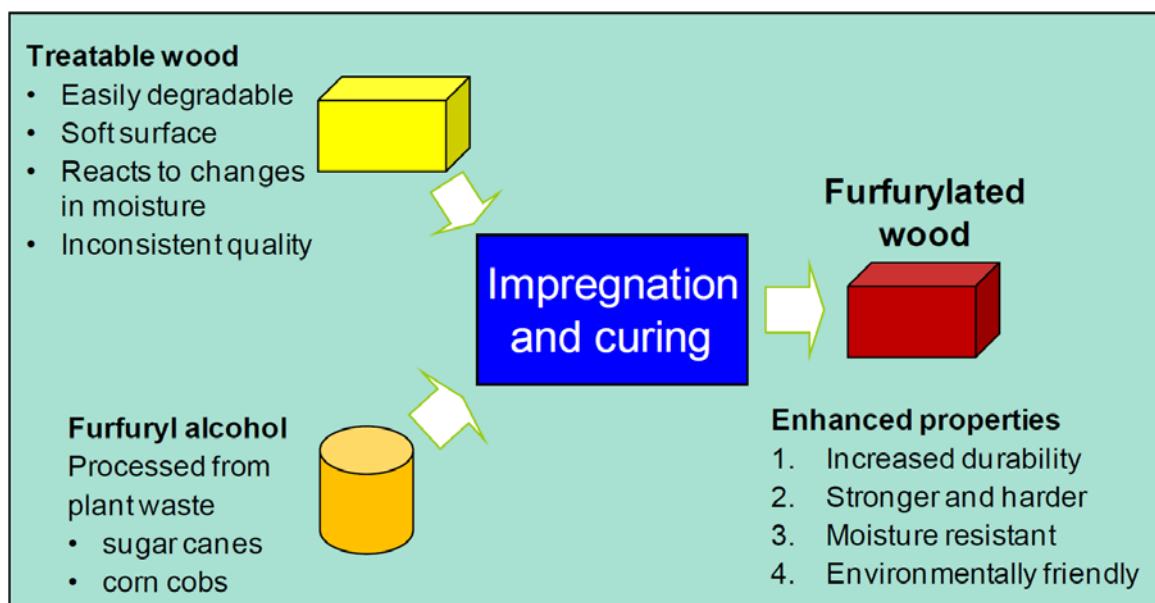 Treatable wood
• Easily degradable
• Soft surface
• Reacts to changes
in moisture
• Inconsistent quality
Furfuryl alcohol
Processed from
plant waste
• sugar canes
• corn cobs
Impregnation
and curing
Furfurylated
wood
Enhanced properties
1. Increased durability
2. Stronger and harder
3. Moisture resistant
4. Environmentally friendly